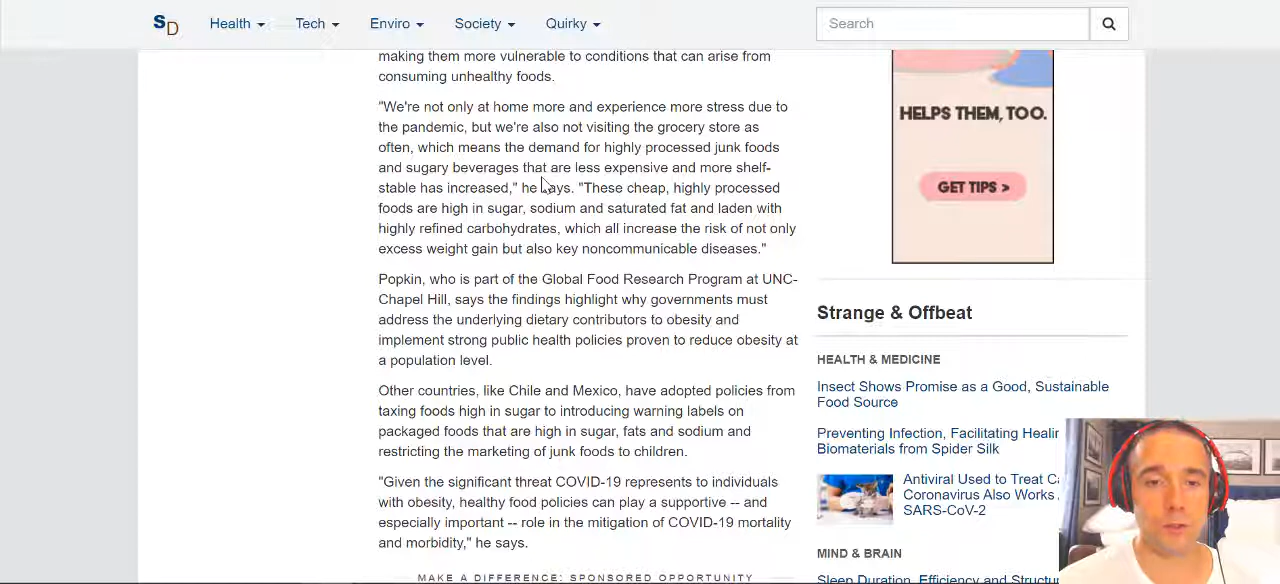 SD
Health Tech Enviro Society Quirky Search
making them more vulnerable to conditions that can arise from
consuming unhealthy foods.
"We're not only at home more and experience more stress due to
the pandemic, but we're also not visiting the grocery store as
often, which means the demand for highly processed junk foods
and sugary beverages that are less expensive and more shelf-
stable has increased," he says. "These cheap, highly processed
foods are high in sugar, sodium and saturated fat and laden with
highly refined carbohydrates, which all increase the risk of not only
excess weight gain but also key noncommunicable diseases."
Popkin, who is part of the Global Food Research Program at UNC-
Chapel Hill, says the findings highlight why governments must
address the underlying dietary contributors to obesity and
implement strong public health policies proven to reduce obesity at
a population level.
Other countries, like Chile and Mexico, have adopted policies from
taxing foods high in sugar to introducing warning labels on
packaged foods that are high in sugar, fats and sodium and
restricting the marketing of junk foods to children.
"Given the significant threat COVID-19 represents to individuals
with obesity, healthy food policies can play a supportive -- and
especially important -- role in the mitigation of COVID-19 mortality
and morbidity," he says.
MAKE A DIFFERENCE: SPONSORED OPPORTUNITY
HELPS THEM, TOO.
GET TIPS >
Strange & Offbeat
HEALTH & MEDICINE
Insect Shows Promise as a Good, Sustainable
Food Source
Preventing Infection, Facilitating Healin
Biomaterials from Spider Silk
Antiviral Used to Treat Ca
Coronavirus Also Works
SARS-CoV-2
MIND & BRAIN
Sleep Duration, Efficiency and Structur